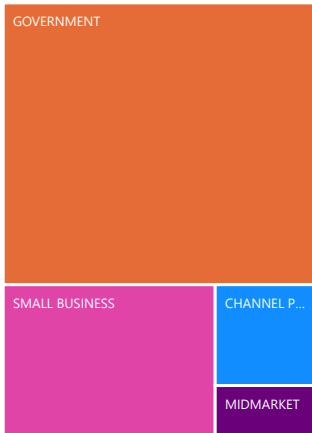 GOVERNMENT
SMALL BUSINESS
CHANNEL P...
MIDMARKET